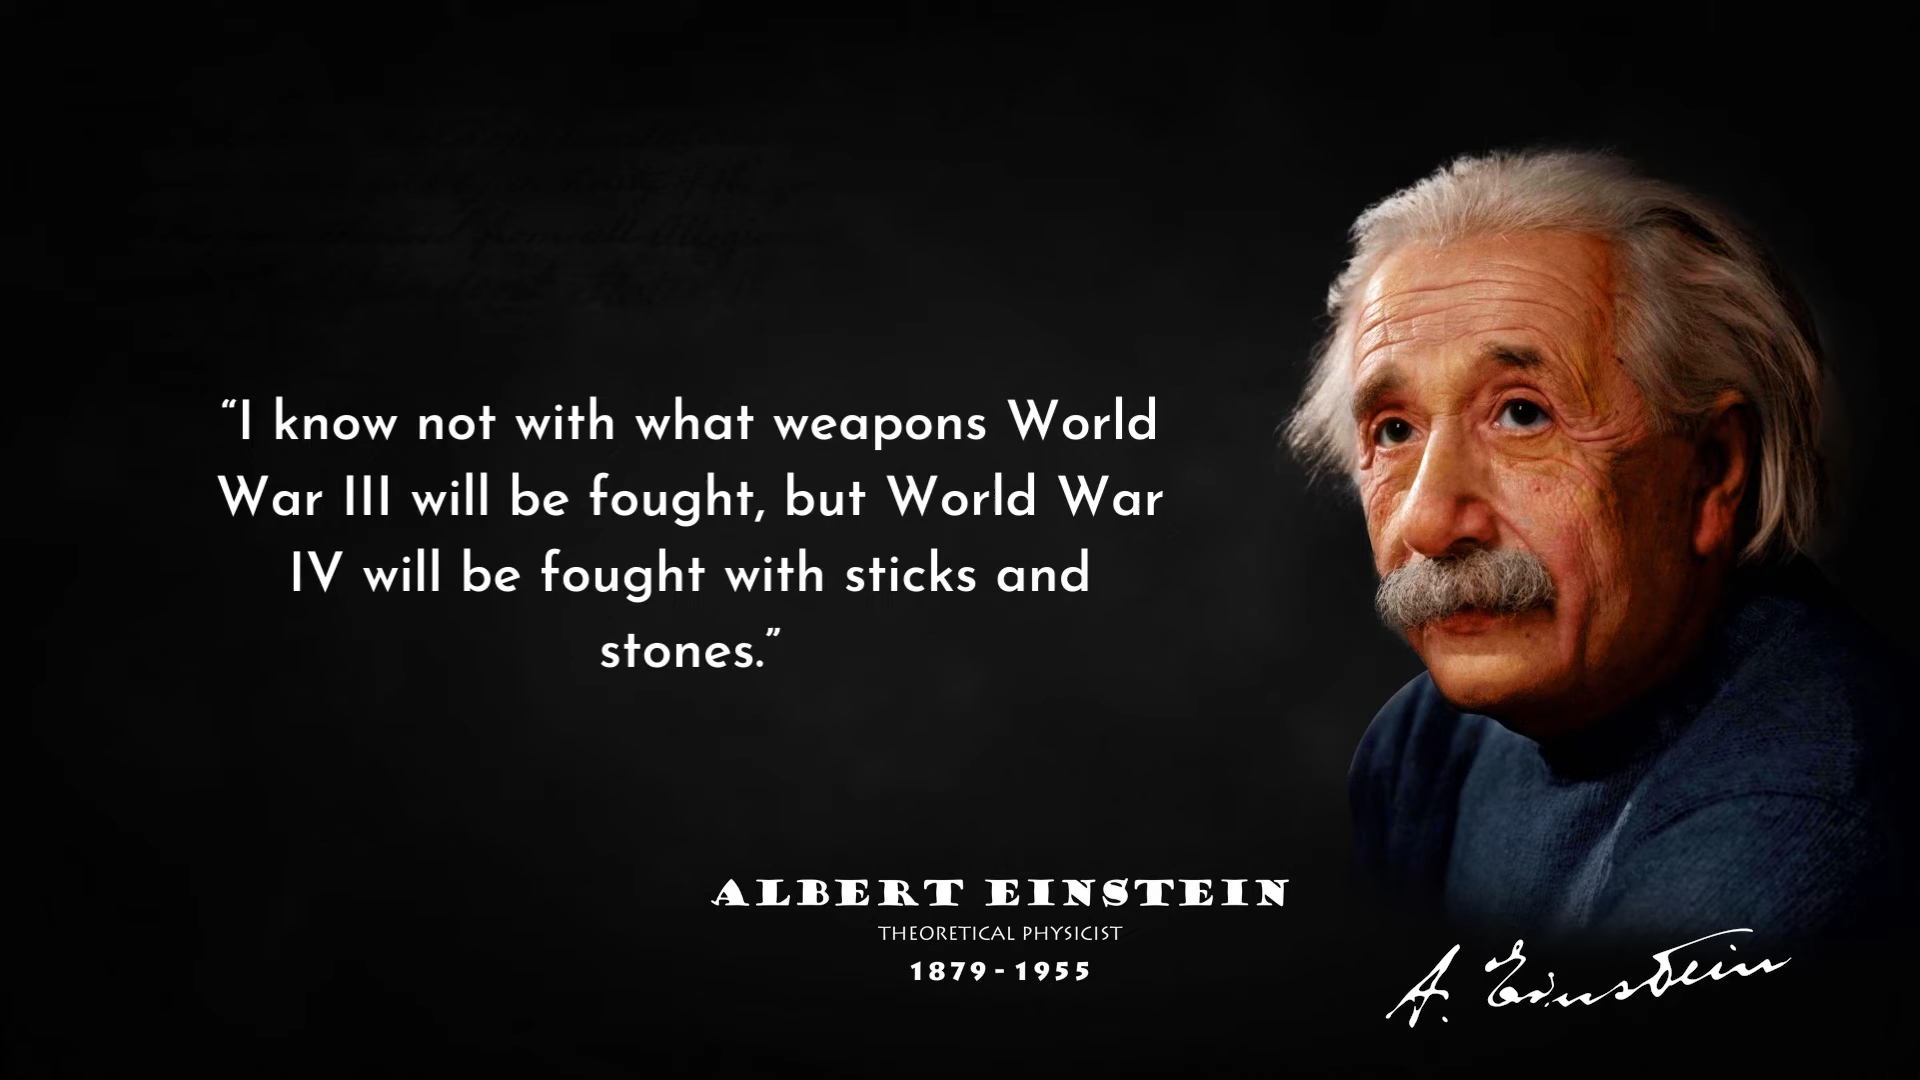 “I know not with what weapons World
War III will be fought, but World War
IV will be fought with sticks and
stones.”
ALBERT EINSTEIN
THEORETICAL PHYSICIST
1879-1955
A. Einstein